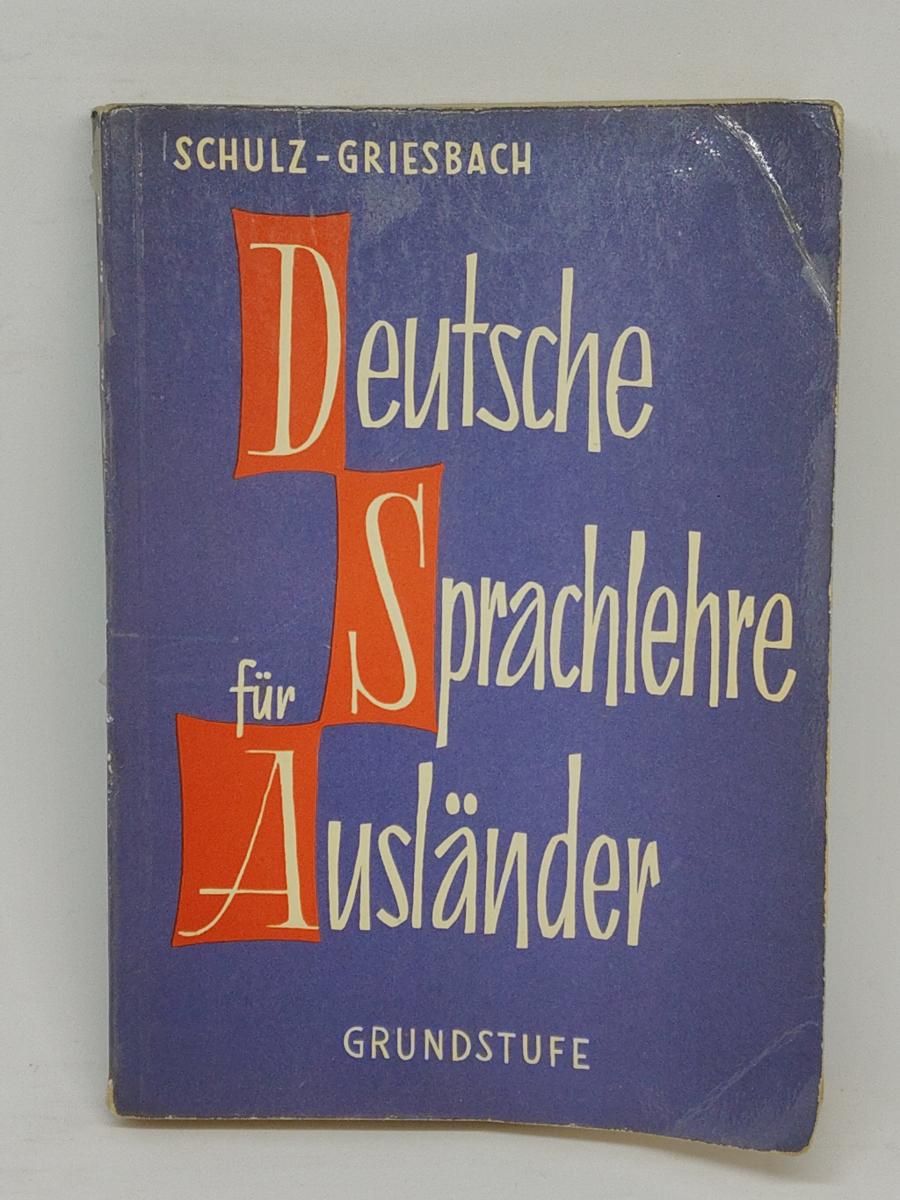 SCHULZ-GRIESBACH
Deutsche
Sprachlehre
für
Ausländer
GRUNDSTUFE